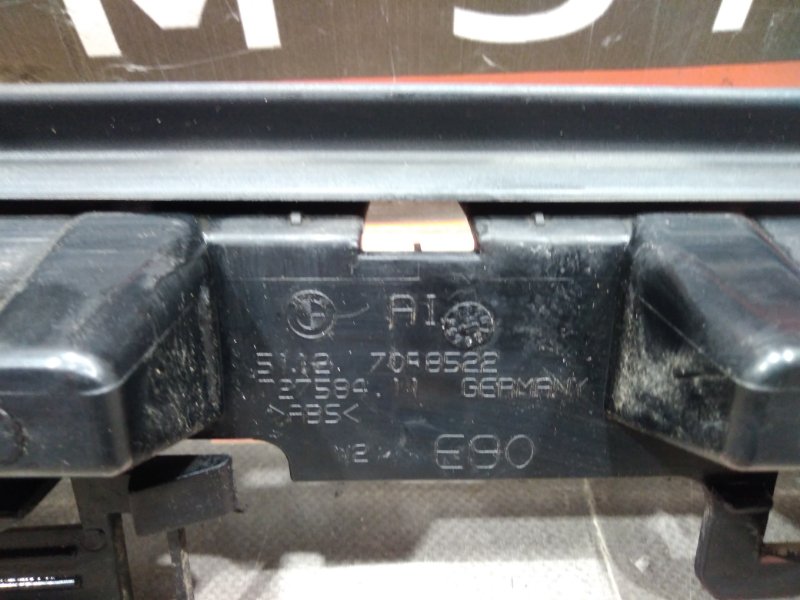 M
AI
51.12 7058522
GERMANY
>ABS<
E90